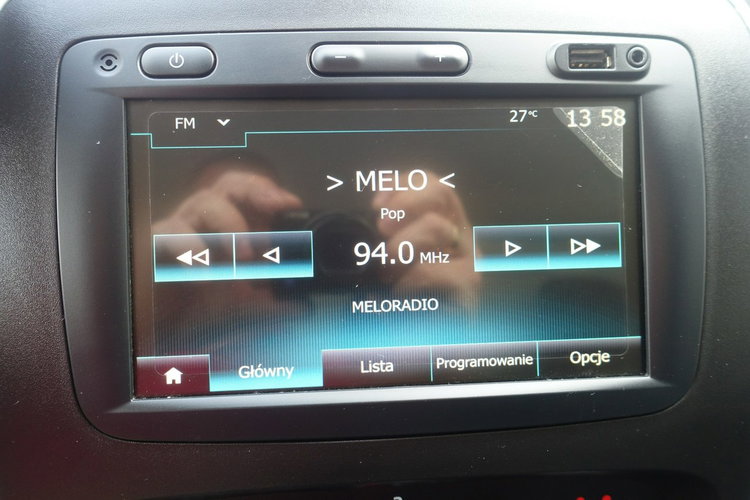 FM
27°C
13 58
> MELO <
Pop
94.0 MHz
MELORADIO
Główny
Lista
Programowanie
Opcje